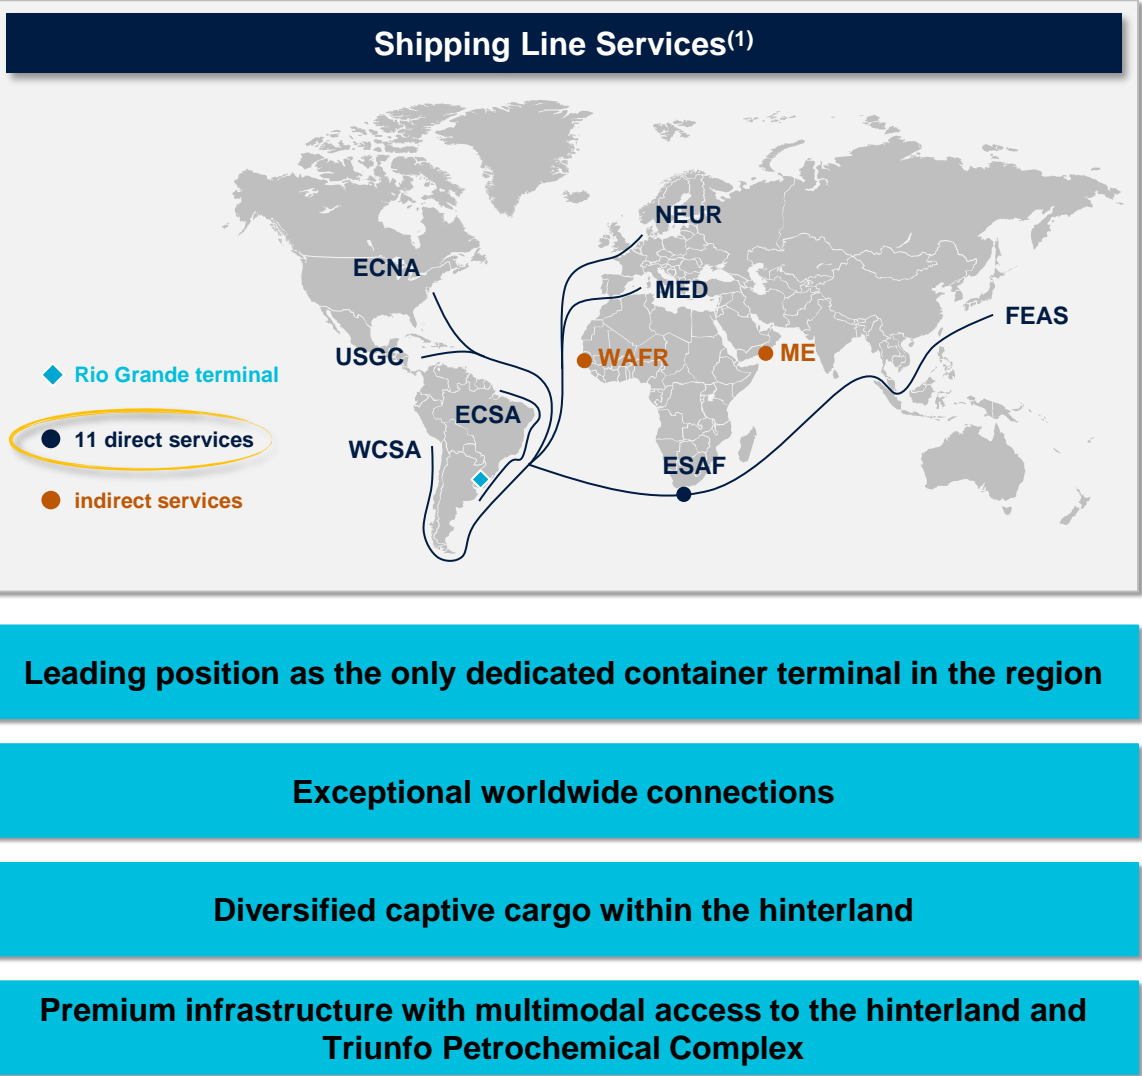 Shipping Line Services(1)
NEUR
ECNA
MED
FEAS
USGC
WAFR
ME
Rio Grande terminal
ECSA
11 direct services
WCSA
ESAF
indirect services
Leading position as the only dedicated container terminal in the region
Exceptional worldwide connections
Diversified captive cargo within the hinterland
Premium infrastructure with multimodal access to the hinterland and
Triunfo Petrochemical Complex